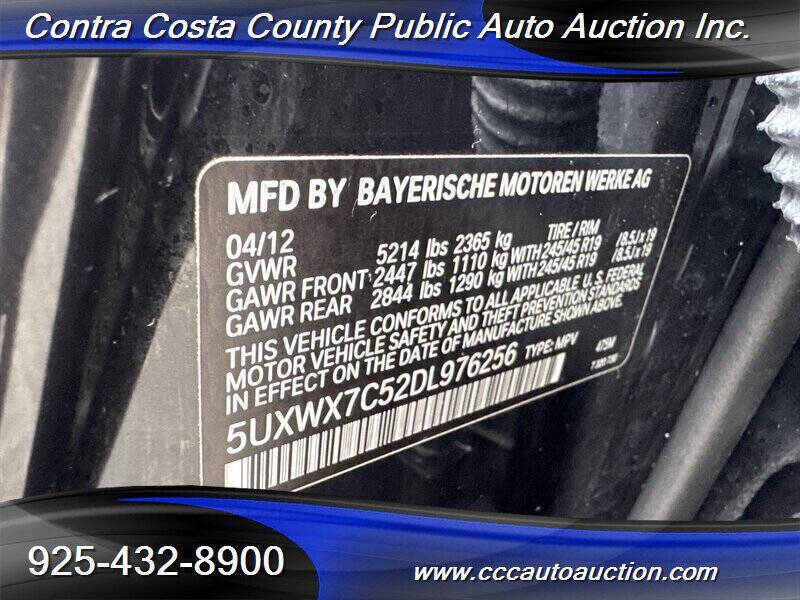 Contra Costa County Public Auto Auction Inc.
MFD BY BAYERISCHE MOTOREN WERKE AG
04/12 TIRE / RIM
GVWR 5214 lbs 2365 kg
GAWR FRONT 2447 lbs 1110 kg WITH 245/45 R19 /8.5J x 19
GAWR REAR 2844 lbs 1290 kg WITH 245/45 R19 /8.5J x 19
THIS VEHICLE CONFORMS TO ALL APPLICABLE U.S. FEDERAL
MOTOR VEHICLE SAFETY AND THEFT PREVENTION STANDARDS
IN EFFECT ON THE DATE OF MANUFACTURE SHOWN ABOVE.
5UXWX7C52DL976256 TYPE: MPV 475M
925-432-8900
www.cccautoauction.com